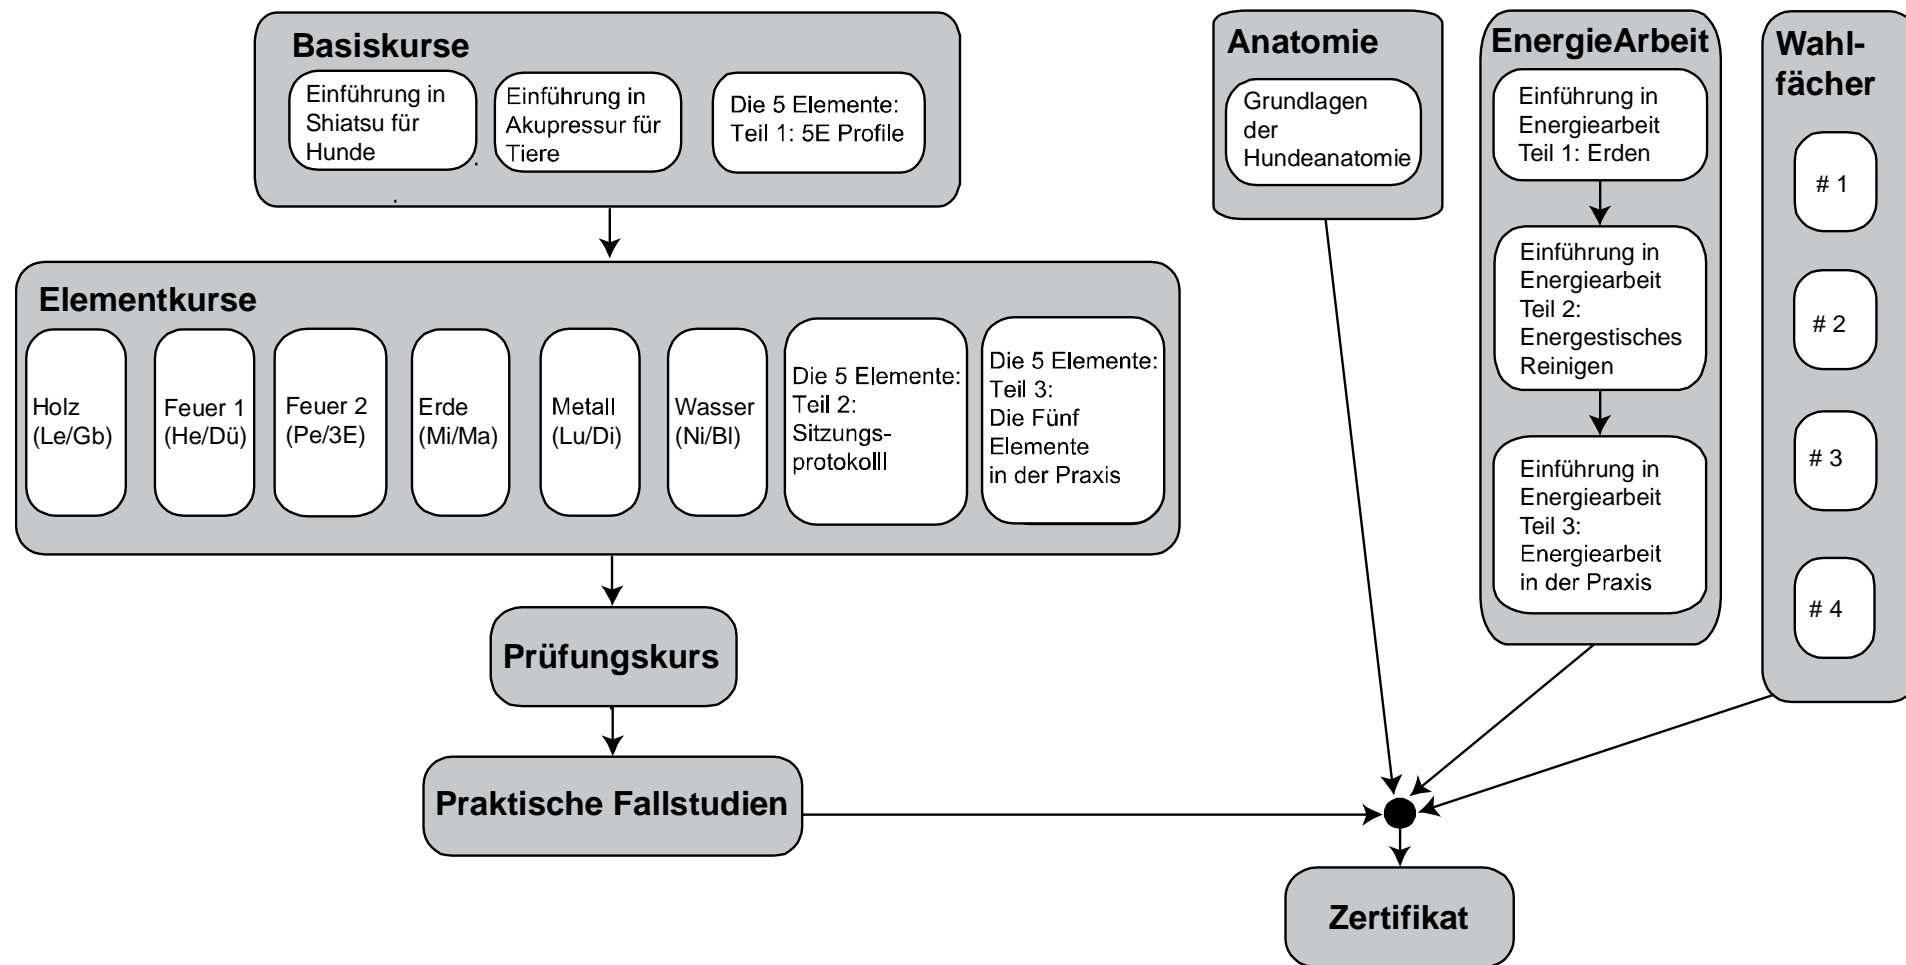 Basiskurse
Einführung in
Shiatsu für
Hunde
Einführung in
Akupressur für
Tiere
Die 5 Elemente:
Teil 1: 5E Profile
Elementkurse
Holz
(Le/Gb)
Feuer 1
(He/Dü)
Feuer 2
(Pe/3E)
Erde
(Mi/Ma)
Metall
(Lu/Di)
Wasser
(Ni/Bl)
Die 5 Elemente:
Teil 2:
Sitzungs-
protokolll
Die 5 Elemente:
Teil 3:
Die Fünf
Elemente
in der Praxis
Prüfungskurs
Praktische Fallstudien
Anatomie
Grundlagen
der
Hundeanatomie
EnergieArbeit
Einführung in
Energiearbeit
Teil 1: Erden
Einführung in
Energiearbeit
Teil 2:
Energestisches
Reinigen
Einführung in
Energiearbeit
Teil 3:
Energiearbeit
in der Praxis
Wahl-
fächer
# 1
# 2
# 3
# 4
Zertifikat